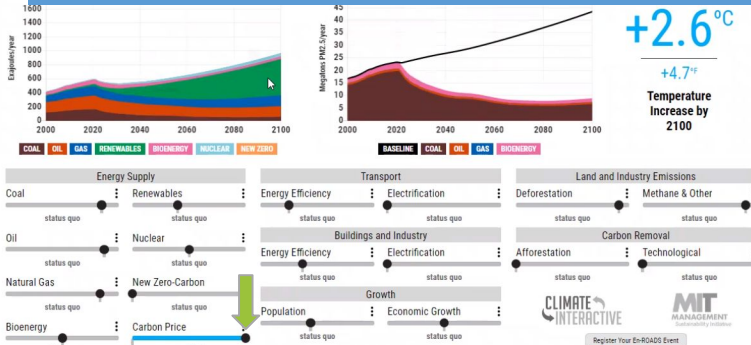 1600
1400
1200
1000
800
600
400
200
0
Exajoules/year
2000 2020 2040 2060 2080 2100
COAL OIL GAS RENEWABLES BIOENERGY NUCLEAR NEW ZERO
45
40
35
30
25
20
15
10
5
0
Megatons PM2.5/year
2000 2020 2040 2060 2080 2100
BASELINE COAL OIL GAS BIOENERGY
+2.6°C
+4.7°F
Temperature
Increase by
2100
Energy Supply
Coal Renewables
status quo status quo
Oil Nuclear
status quo status quo
Natural Gas New Zero-Carbon
status quo status quo
Bioenergy Carbon Price
Transport
Energy Efficiency Electrification
status quo status quo
Buildings and Industry
Energy Efficiency Electrification
status quo status quo
Growth
Population Economic Growth
status quo status quo
Land and Industry Emissions
Deforestation Methane & Other
status quo status quo
Carbon Removal
Afforestation Technological
status quo status quo
CLIMATE
INTERACTIVE
MIT
MANAGEMENT
Sustainability Initiative
Register Your En-ROADS Event